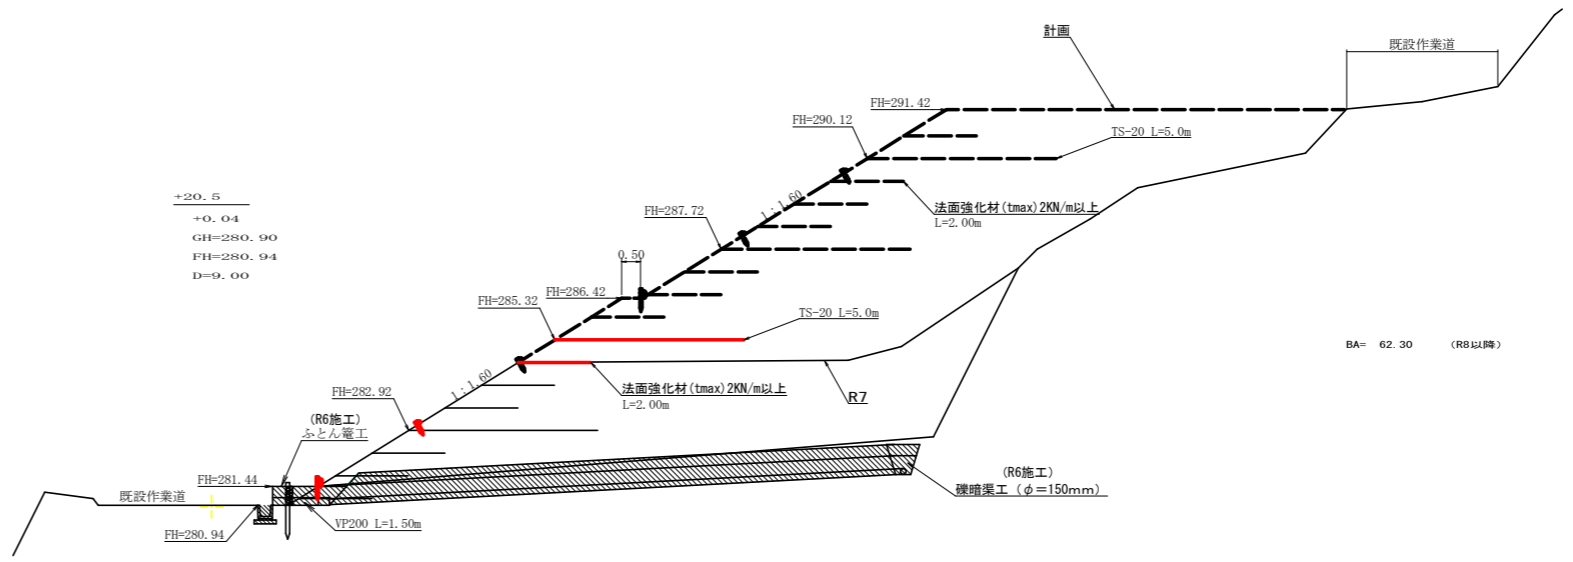 計画
既設作業道
FH=291.42
FH=290.12
TS-20 L=5.0m
+20.5
+0.04
GH=280.90
FH=280.94
D=9.00
1:1.60
法面強化材(tmax)2KN/m以上
L=2.00m
FH=287.72
0.50
FH=286.42
FH=285.32
TS-20 L=5.0m
BA= 62.30 (R8以降)
1:1.60
法面強化材(tmax)2KN/m以上
L=2.00m
R7
FH=282.92
(R6施工)
ふとん篭工
FH=281.44
(R6施工)
礫暗渠工(φ=150mm)
既設作業道
VP200 L=1.50m
FH=280.94